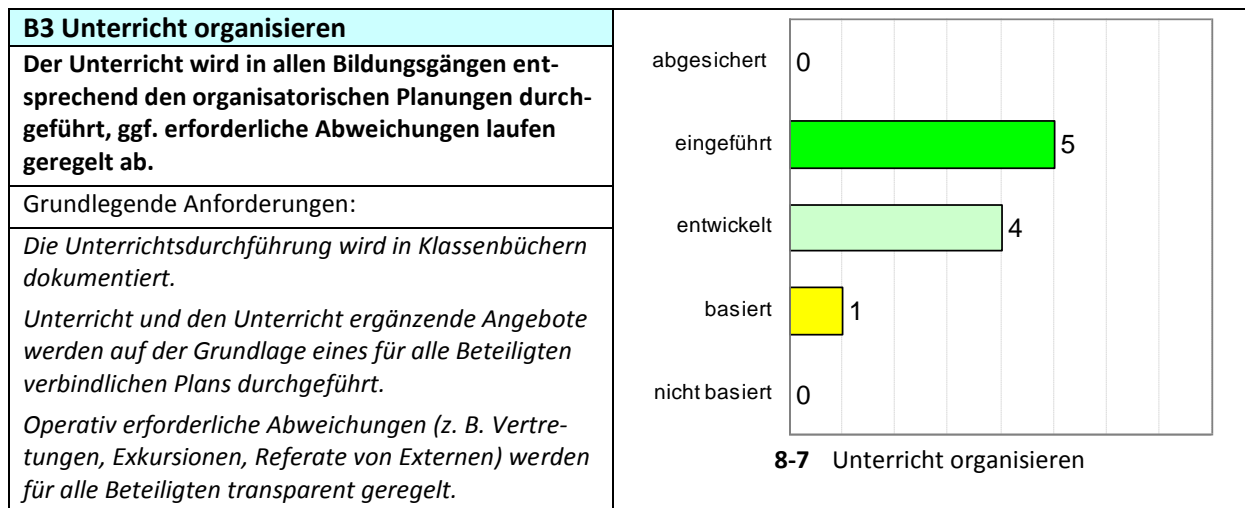 B3 Unterricht organisieren
Der Unterricht wird in allen Bildungsgängen ent-
sprechend den organisatorischen Planungen durch-
geführt, ggf. erforderliche Abweichungen laufen
geregelt ab.
Grundlegende Anforderungen:
Die Unterrichtsdurchführung wird in Klassenbüchern
dokumentiert.
Unterricht und den Unterricht ergänzende Angebote
werden auf der Grundlage eines für alle Beteiligten
verbindlichen Plans durchgeführt.
Operativ erforderliche Abweichungen (z. B. Vertre-
tungen, Exkursionen, Referate von Externen) werden
für alle Beteiligten transparent geregelt.
abgesichert 0
eingeführt 5
entwickelt 4
basiert 1
nicht basiert 0
8-7 Unterricht organisieren